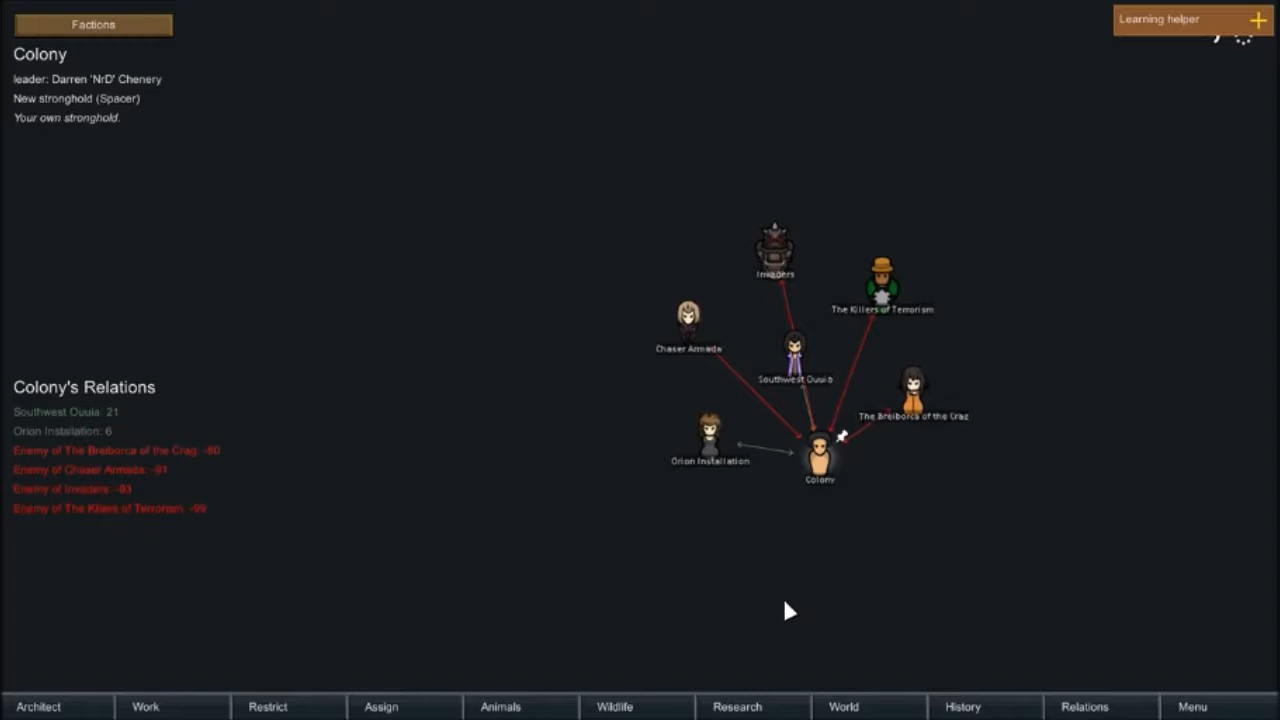 Factions
Learning helper
Colony
leader: Darren 'NrD' Chenery
New stronghold (Spacer)
Your own stronghold.
Invaders
The Killers of Terrorism
Chaser Armada
Southwest Ouuia
Colony's Relations
The Breiborca of the Crag
Southwest Ouuia: 21
Orion Installation: 6
Enemy of The Breiborca of the Crag: -80
Orion Installation
Enemy of Chaser Armada: -91
Colony
Enemy of Invaders: -93
Enemy of The Killers of Terrorism: -99
Architect Work Restrict Assign Animals Wildlife Research World History Relations Menu